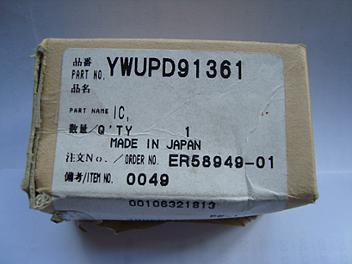 品番
PART NO. YWUPD91361
品名
PART NAME IC,
数量/Q'TY 1
MADE IN JAPAN
注文No./ORDER NO. ER58949-01
備考/ITEM NO. 0049
00106321813